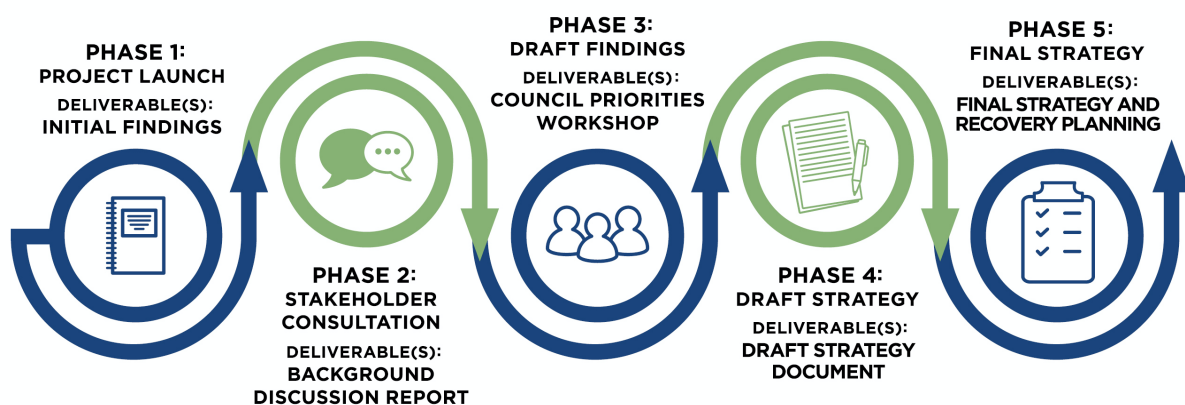 PHASE 1:
PROJECT LAUNCH
DELIVERABLE(S):
INITIAL FINDINGS
PHASE 2:
STAKEHOLDER
CONSULTATION
DELIVERABLE(S):
BACKGROUND
DISCUSSION REPORT
PHASE 3:
DRAFT FINDINGS
DELIVERABLE(S):
COUNCIL PRIORITIES
WORKSHOP
PHASE 4:
DRAFT STRATEGY
DELIVERABLE(S):
DRAFT STRATEGY
DOCUMENT
PHASE 5:
FINAL STRATEGY
DELIVERABLE(S):
FINAL STRATEGY AND
RECOVERY PLANNING